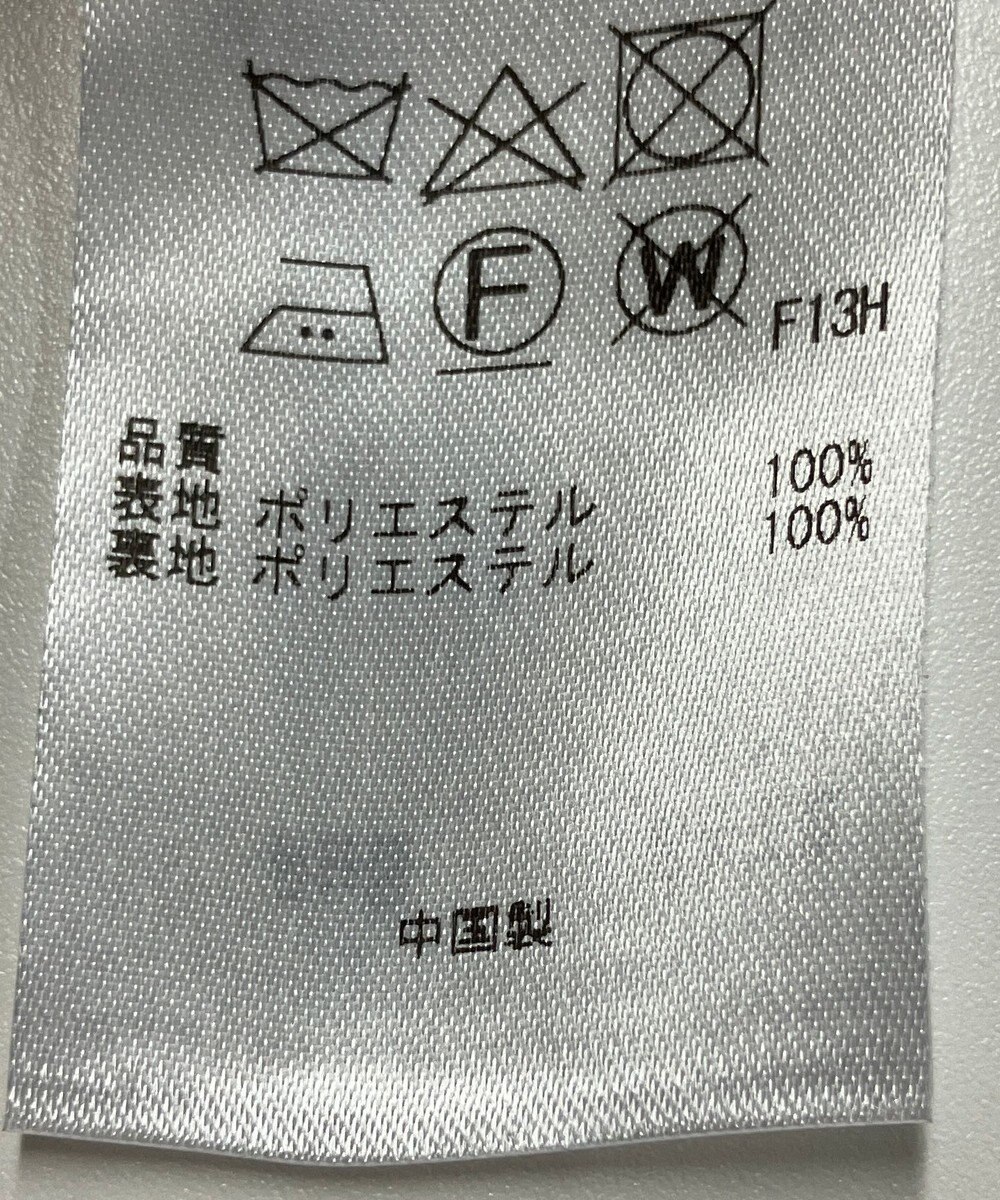 F W F13H
品質
表地 ポリエステル 100%
裏地 ポリエステル 100%
中国製